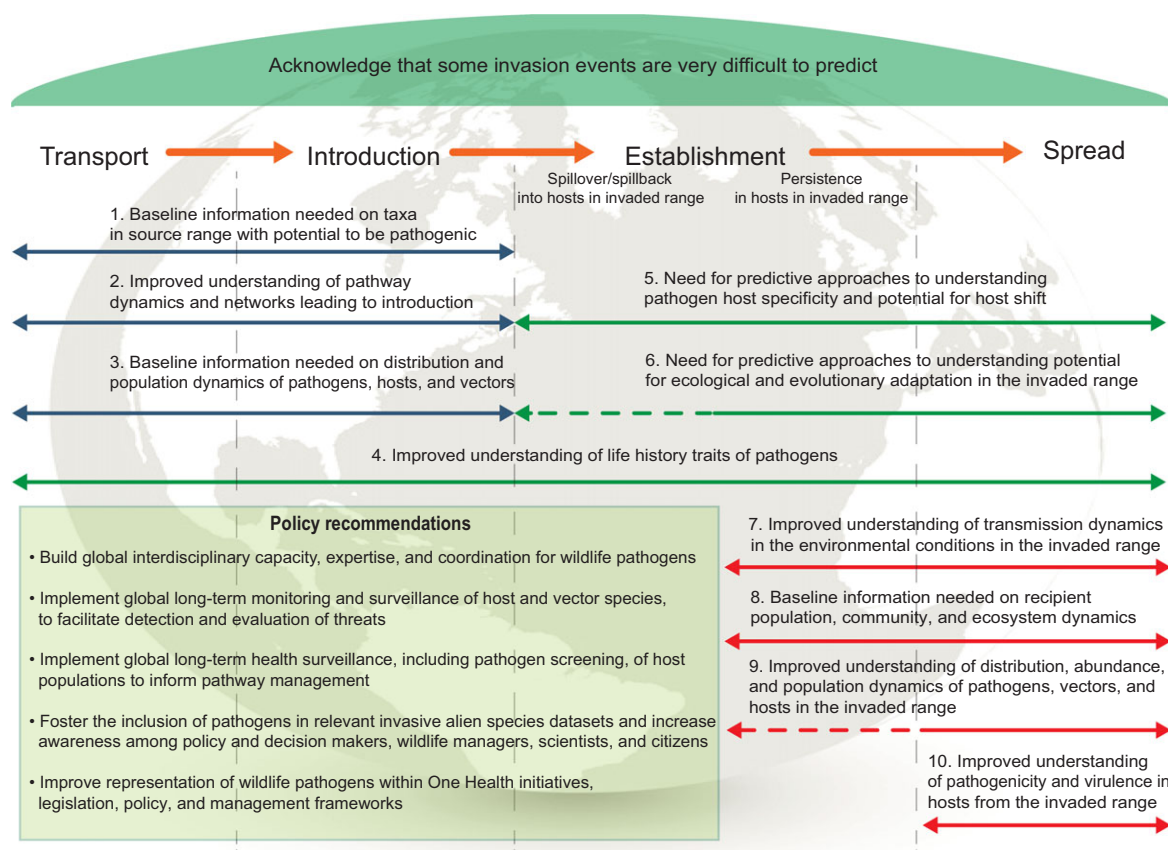 Acknowledge that some invasion events are very difficult to predict
Transport
Introduction
Establishment
Spread
Spillover/spillback
into hosts in invaded range
Persistence
in hosts in invaded range
1. Baseline information needed on taxa
in source range with potential to be pathogenic
2. Improved understanding of pathway
dynamics and networks leading to introduction
5. Need for predictive approaches to understanding
pathogen host specificity and potential for host shift
3. Baseline information needed on distribution and
population dynamics of pathogens, hosts, and vectors
6. Need for predictive approaches to understanding potential
for ecological and evolutionary adaptation in the invaded range
4. Improved understanding of life history traits of pathogens
Policy recommendations
• Build global interdisciplinary capacity, expertise, and coordination for wildlife pathogens
• Implement global long-term monitoring and surveillance of host and vector species,
to facilitate detection and evaluation of threats
• Implement global long-term health surveillance, including pathogen screening, of host
populations to inform pathway management
• Foster the inclusion of pathogens in relevant invasive alien species datasets and increase
awareness among policy and decision makers, wildlife managers, scientists, and citizens
• Improve representation of wildlife pathogens within One Health initiatives,
legislation, policy, and management frameworks
7. Improved understanding of transmission dynamics
in the environmental conditions in the invaded range
8. Baseline information needed on recipient
population, community, and ecosystem dynamics
9. Improved understanding of distribution, abundance,
and population dynamics of pathogens, vectors, and
hosts in the invaded range
10. Improved understanding
of pathogenicity and virulence in
hosts from the invaded range